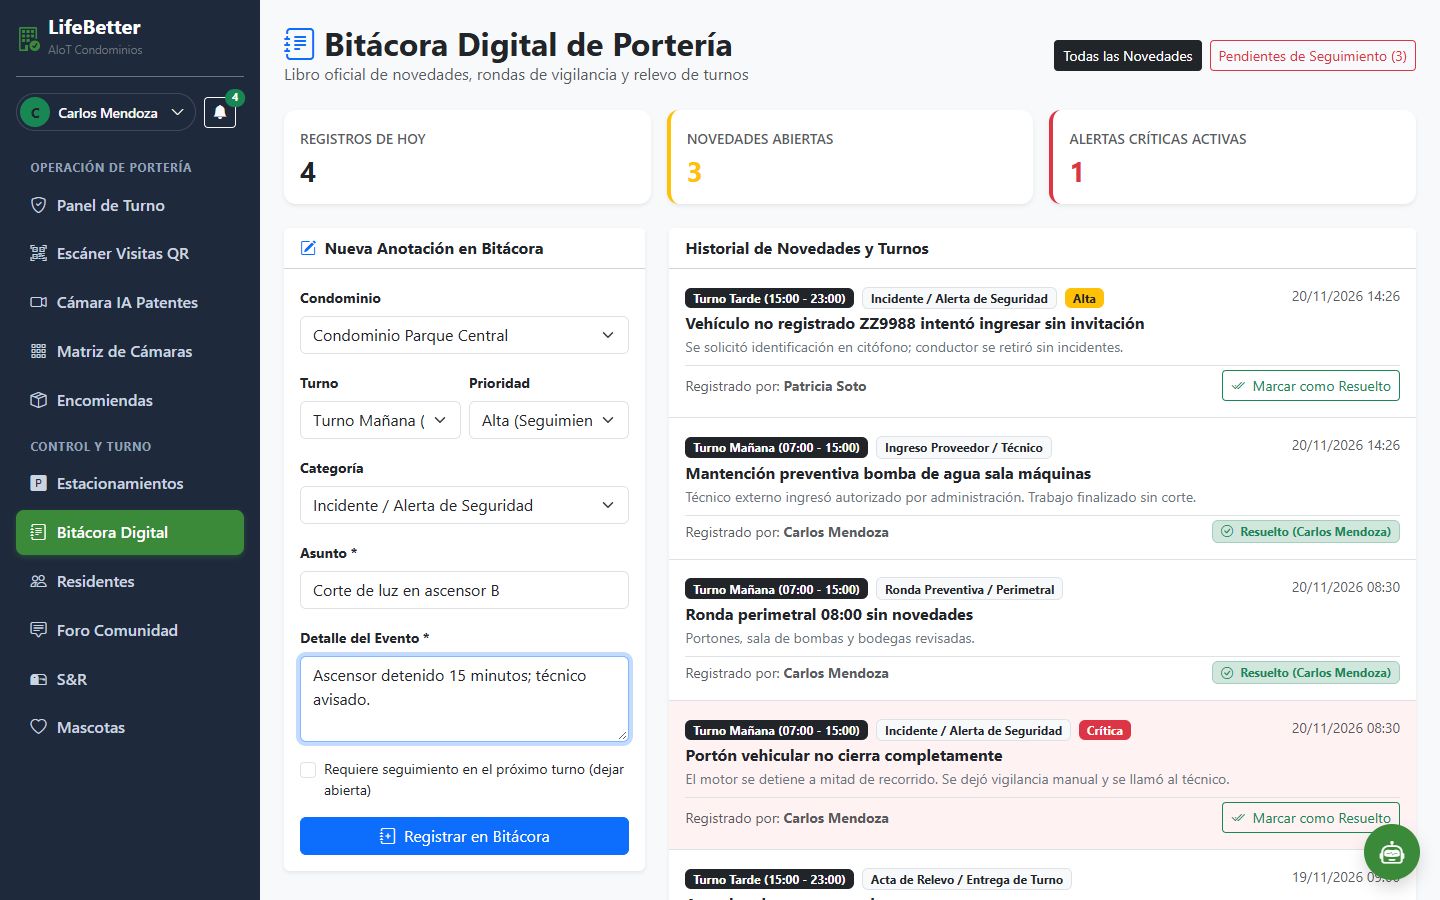 LifeBetter
AIoT Condominios
C Carlos Mendoza
4
OPERACIÓN DE PORTERÍA
Panel de Turno
Escáner Visitas QR
Cámara IA Patentes
Matriz de Cámaras
Encomiendas
CONTROL Y TURNO
P Estacionamientos
Bitácora Digital
Residentes
Foro Comunidad
S&R
Mascotas
Bitácora Digital de Portería
Libro oficial de novedades, rondas de vigilancia y relevo de turnos
Todas las Novedades
Pendientes de Seguimiento (3)
REGISTROS DE HOY
4
NOVEDADES ABIERTAS
3
ALERTAS CRÍTICAS ACTIVAS
1
Nueva Anotación en Bitácora
Condominio
Condominio Parque Central
Turno
Prioridad
Turno Mañana (
Alta (Seguimien
Categoría
Incidente / Alerta de Seguridad
Asunto *
Corte de luz en ascensor B
Detalle del Evento *
Ascensor detenido 15 minutos; técnico
avisado.
Requiere seguimiento en el próximo turno (dejar
abierta)
Registrar en Bitácora
Historial de Novedades y Turnos
Turno Tarde (15:00 - 23:00) Incidente / Alerta de Seguridad Alta 20/11/2026 14:26
Vehículo no registrado ZZ9988 intentó ingresar sin invitación
Se solicitó identificación en citófono; conductor se retiró sin incidentes.
Registrado por: Patricia Soto Marcar como Resuelto
Turno Mañana (07:00 - 15:00) Ingreso Proveedor / Técnico 20/11/2026 14:26
Mantención preventiva bomba de agua sala máquinas
Técnico externo ingresó autorizado por administración. Trabajo finalizado sin corte.
Registrado por: Carlos Mendoza Resuelto (Carlos Mendoza)
Turno Mañana (07:00 - 15:00) Ronda Preventiva / Perimetral 20/11/2026 08:30
Ronda perimetral 08:00 sin novedades
Portones, sala de bombas y bodegas revisadas.
Registrado por: Carlos Mendoza Resuelto (Carlos Mendoza)
Turno Mañana (07:00 - 15:00) Incidente / Alerta de Seguridad Crítica 20/11/2026 08:30
Portón vehicular no cierra completamente
El motor se detiene a mitad de recorrido. Se dejó vigilancia manual y se llamó al técnico.
Registrado por: Carlos Mendoza Marcar como Resuelto
Turno Tarde (15:00 - 23:00) Acta de Relevo / Entrega de Turno 19/11/2026